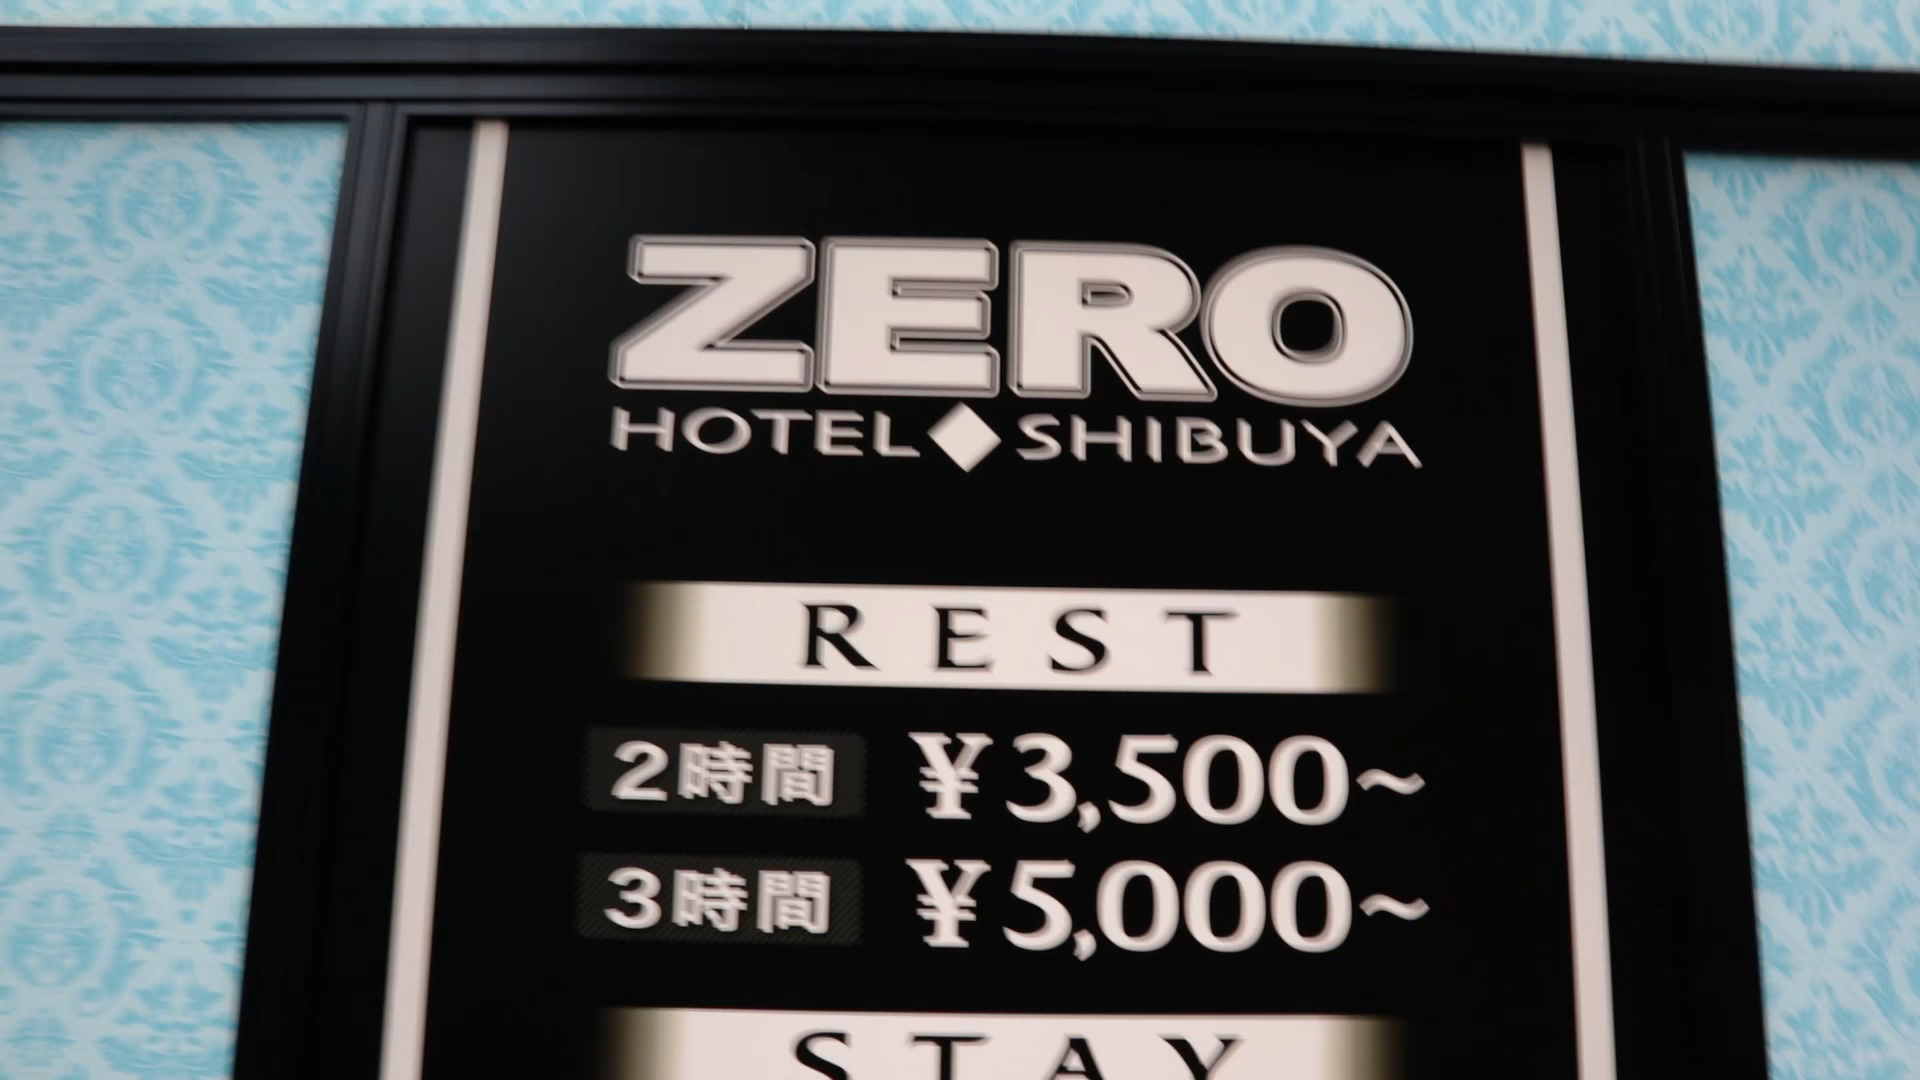 ZERO
HOTEL◆SHIBUYA
REST
2時間 ¥3,500~
3時間 ¥5,000~
STAY